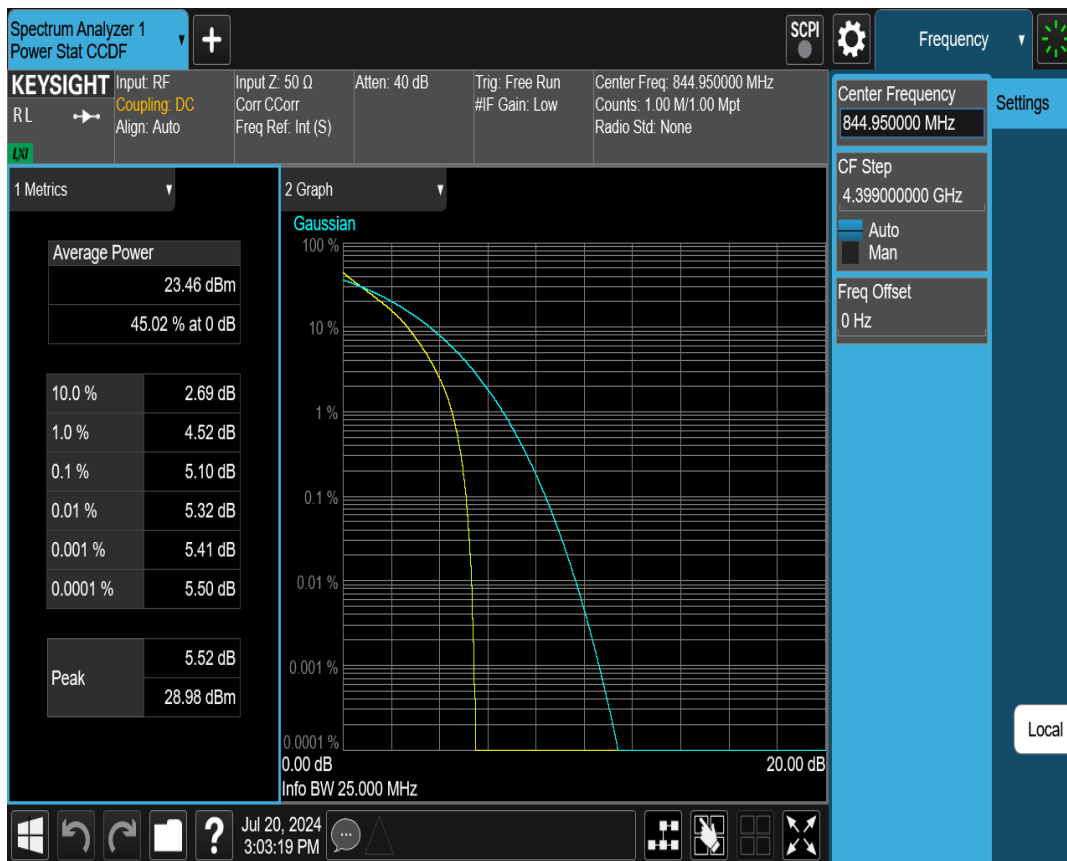 Spectrum Analyzer 1
Power Stat CCDF
+
SCPI
Frequency
KEYSIGHT
RL
LXI
Input: RF
Coupling: DC
Align: Auto
Input Z: 50 Ω
Corr CCorr
Freq Ref: Int (S)
Atten: 40 dB
Trig: Free Run
#IF Gain: Low
Center Freq: 844.950000 MHz
Counts: 1.00 M/1.00 Mpt
Radio Std: None
Center Frequency
844.950000 MHz
Settings
CF Step
4.399000000 GHz
Auto
Man
Freq Offset
0 Hz
1 Metrics
Average Power
23.46 dBm
45.02 % at 0 dB
10.0 % 2.69 dB
1.0 % 4.52 dB
0.1 % 5.10 dB
0.01 % 5.32 dB
0.001 % 5.41 dB
0.0001 % 5.50 dB
Peak
5.52 dB
28.98 dBm
2 Graph
Gaussian
100 %
10 %
1 %
0.1 %
0.01 %
0.001 %
0.0001 %
0.00 dB 20.00 dB
Info BW 25.000 MHz
Local
?
Jul 20, 2024
3:03:19 PM